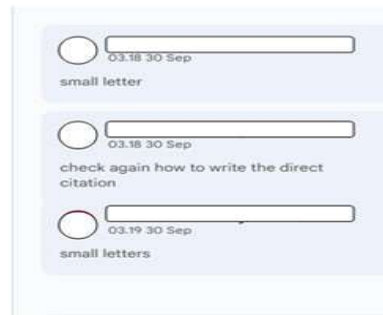 03.18 30 Sep
small letter
03.18 30 Sep
check again how to write the direct
citation
03.19 30 Sep
small letters